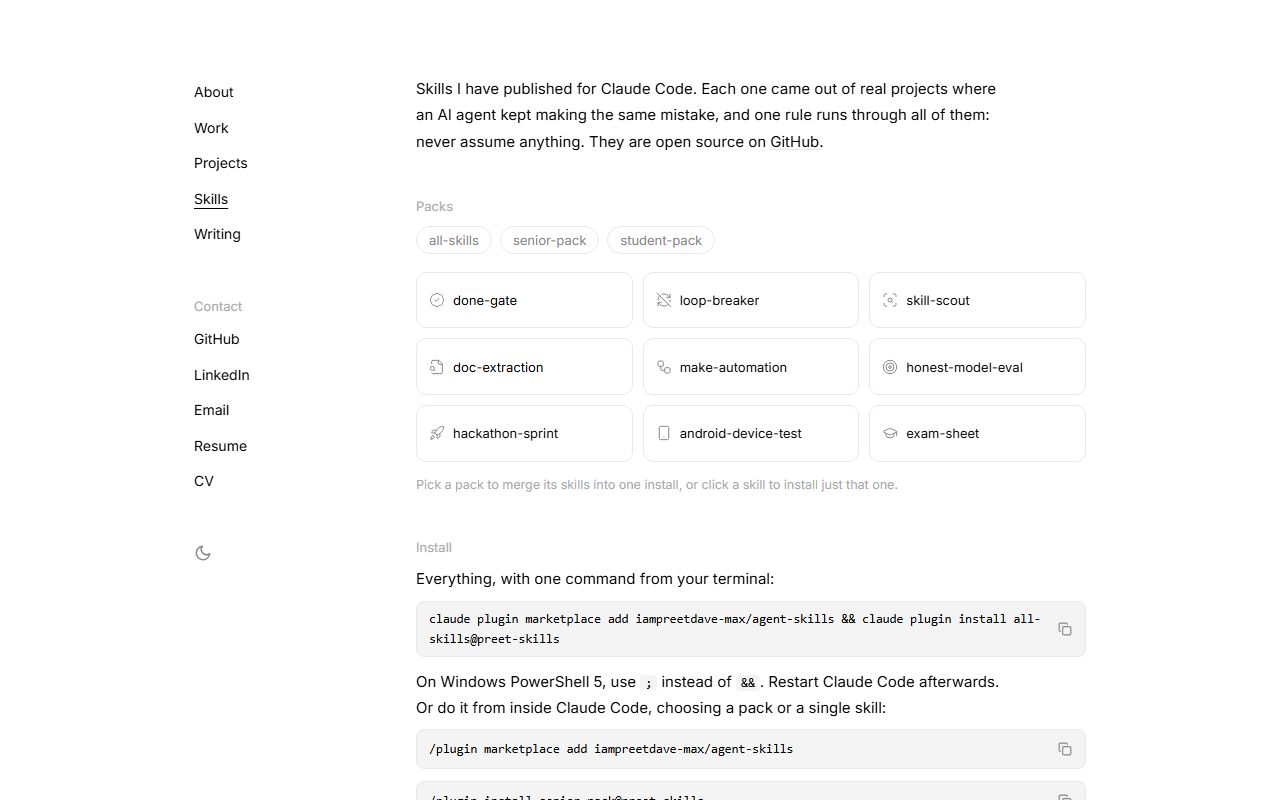 About
Work
Projects
Skills
Writing
Contact
GitHub
LinkedIn
Email
Resume
CV
Skills I have published for Claude Code. Each one came out of real projects where
an AI agent kept making the same mistake, and one rule runs through all of them:
never assume anything. They are open source on GitHub.
Packs
all-skills senior-pack student-pack
done-gate loop-breaker skill-scout
doc-extraction make-automation honest-model-eval
hackathon-sprint android-device-test exam-sheet
Pick a pack to merge its skills into one install, or click a skill to install just that one.
Install
Everything, with one command from your terminal:
claude plugin marketplace add iampreetdave-max/agent-skills && claude plugin install all-
skills@preet-skills
On Windows PowerShell 5, use ; instead of &&. Restart Claude Code afterwards.
Or do it from inside Claude Code, choosing a pack or a single skill:
/plugin marketplace add iampreetdave-max/agent-skills
/plugin install senior-pack@preet-skills